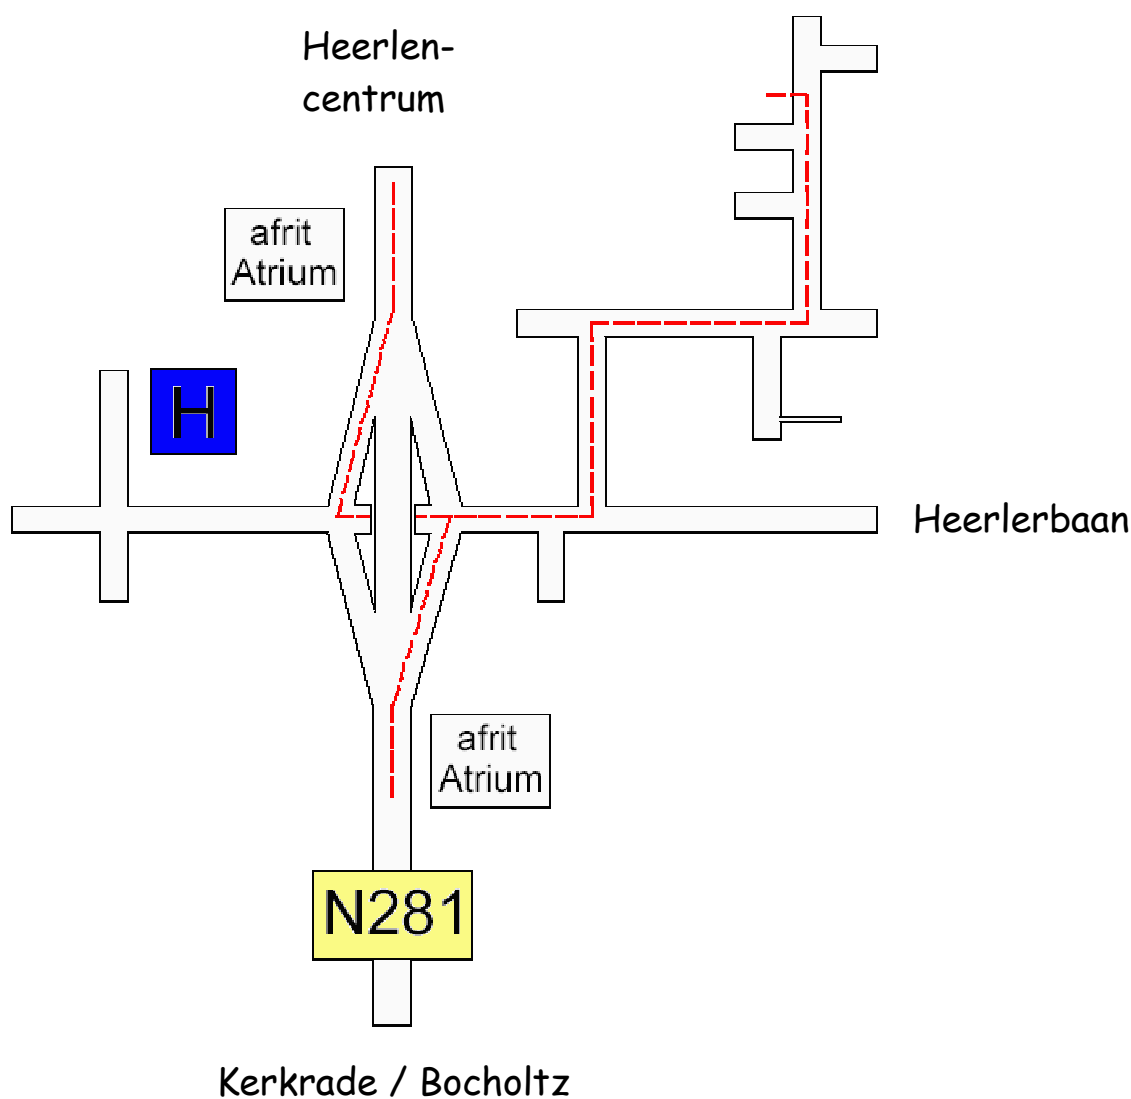 Heerlen-
centrum
afrit
Atrium
H
Heerlerbaan
afrit
Atrium
N281
Kerkrade / Bocholtz